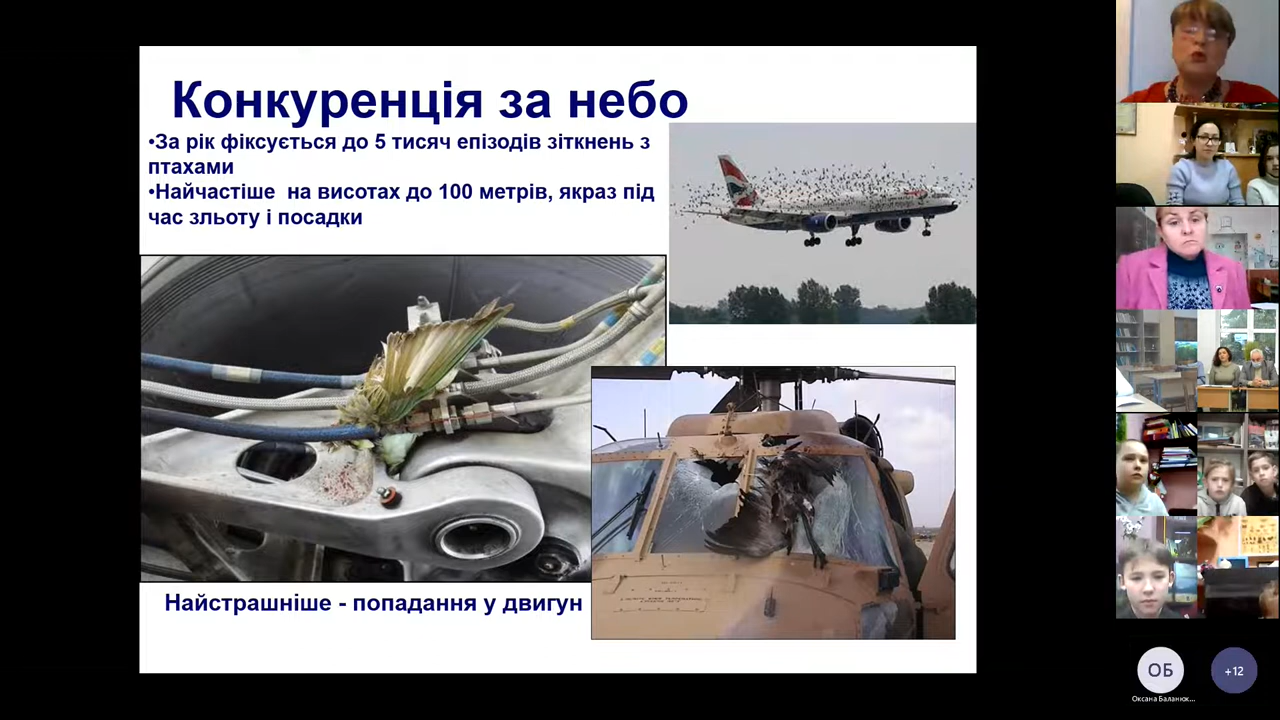 Конкуренція за небо
•За рік фіксується до 5 тисяч епізодів зіткнень з
птахами
•Найчастіше на висотах до 100 метрів, якраз під
час зльоту і посадки
Найстрашніше - попадання у двигун
ОБ
+12
Оксана Баланюк...